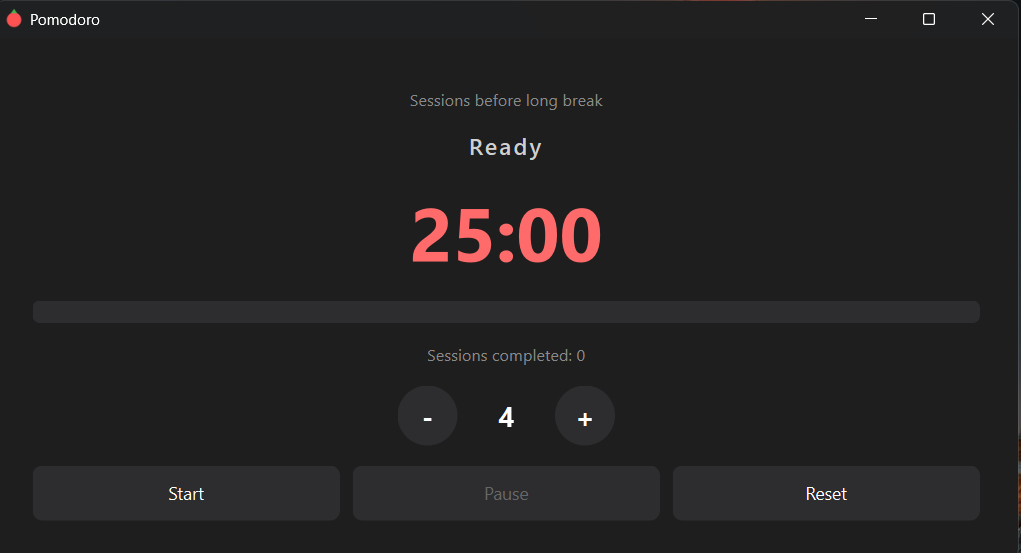 Pomodoro
Sessions before long break
Ready
25:00
Sessions completed: 0
- 4 +
Start Pause Reset